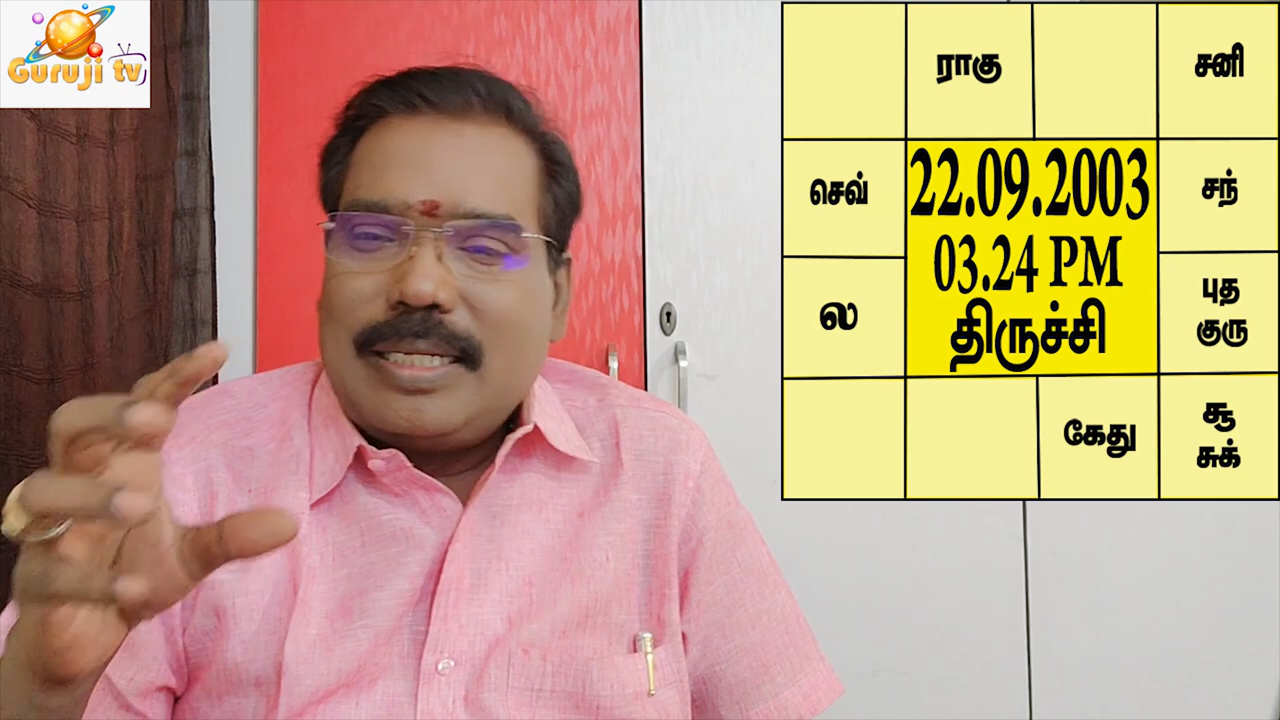 Guruji tv
ராகு
சனி
செவ்
22.09.2003
03.24 PM
திருச்சி
சந்
ல
புத
குரு
கேது
சூ
சுக்